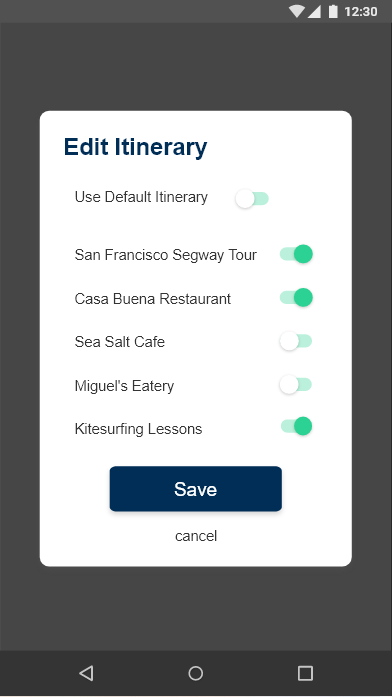 12:30
Edit Itinerary
Use Default Itinerary
San Francisco Segway Tour
Casa Buena Restaurant
Sea Salt Cafe
Miguel's Eatery
Kitesurfing Lessons
Save
cancel